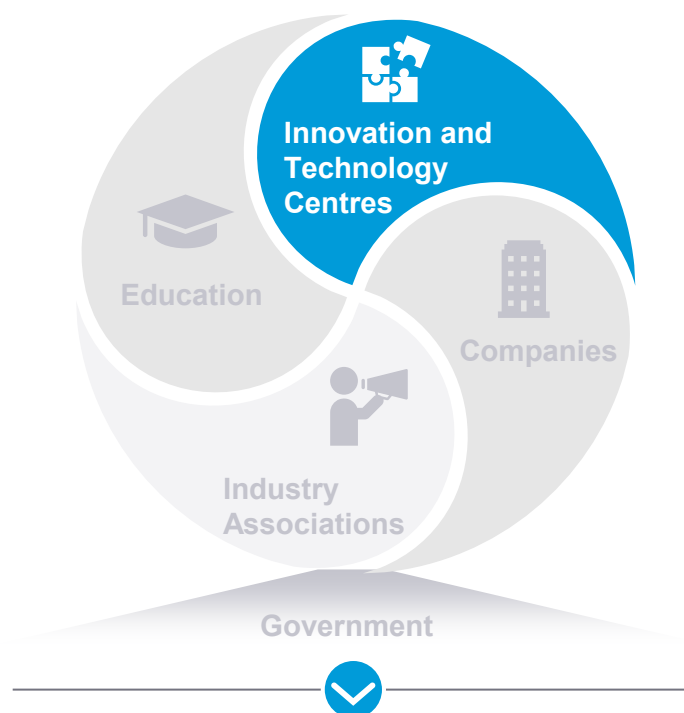 Innovation and
Technology
Centres
Education
Companies
Industry
Associations
Government